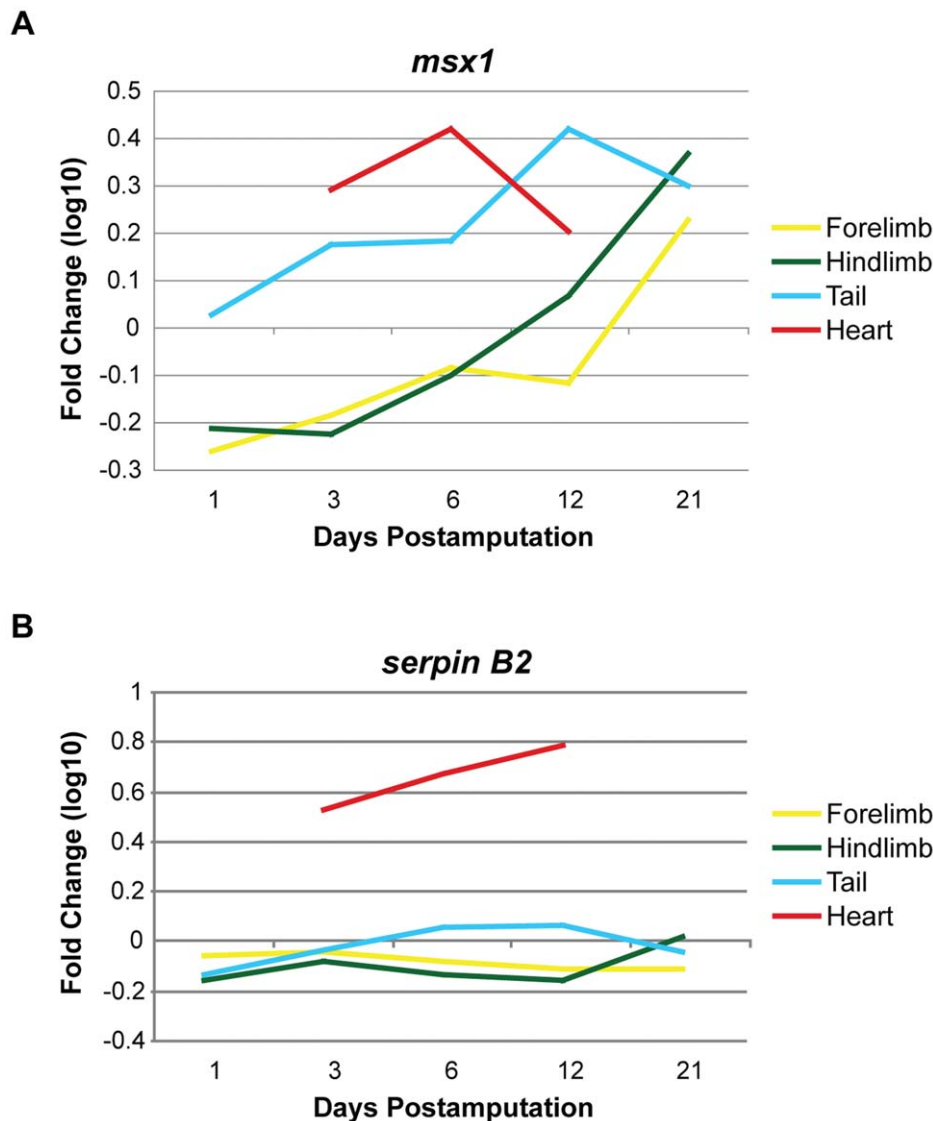 A
msx1
Fold Change (log10)
0.5
0.4
0.3
0.2
0.1
0
-0.1
-0.2
-0.3
1 3 6 12 21
Days Postamputation
Forelimb
Hindlimb
Tail
Heart
B
serpin B2
Fold Change (log10)
1
0.8
0.6
0.4
0.2
0
-0.2
-0.4
1 3 6 12 21
Days Postamputation
Forelimb
Hindlimb
Tail
Heart